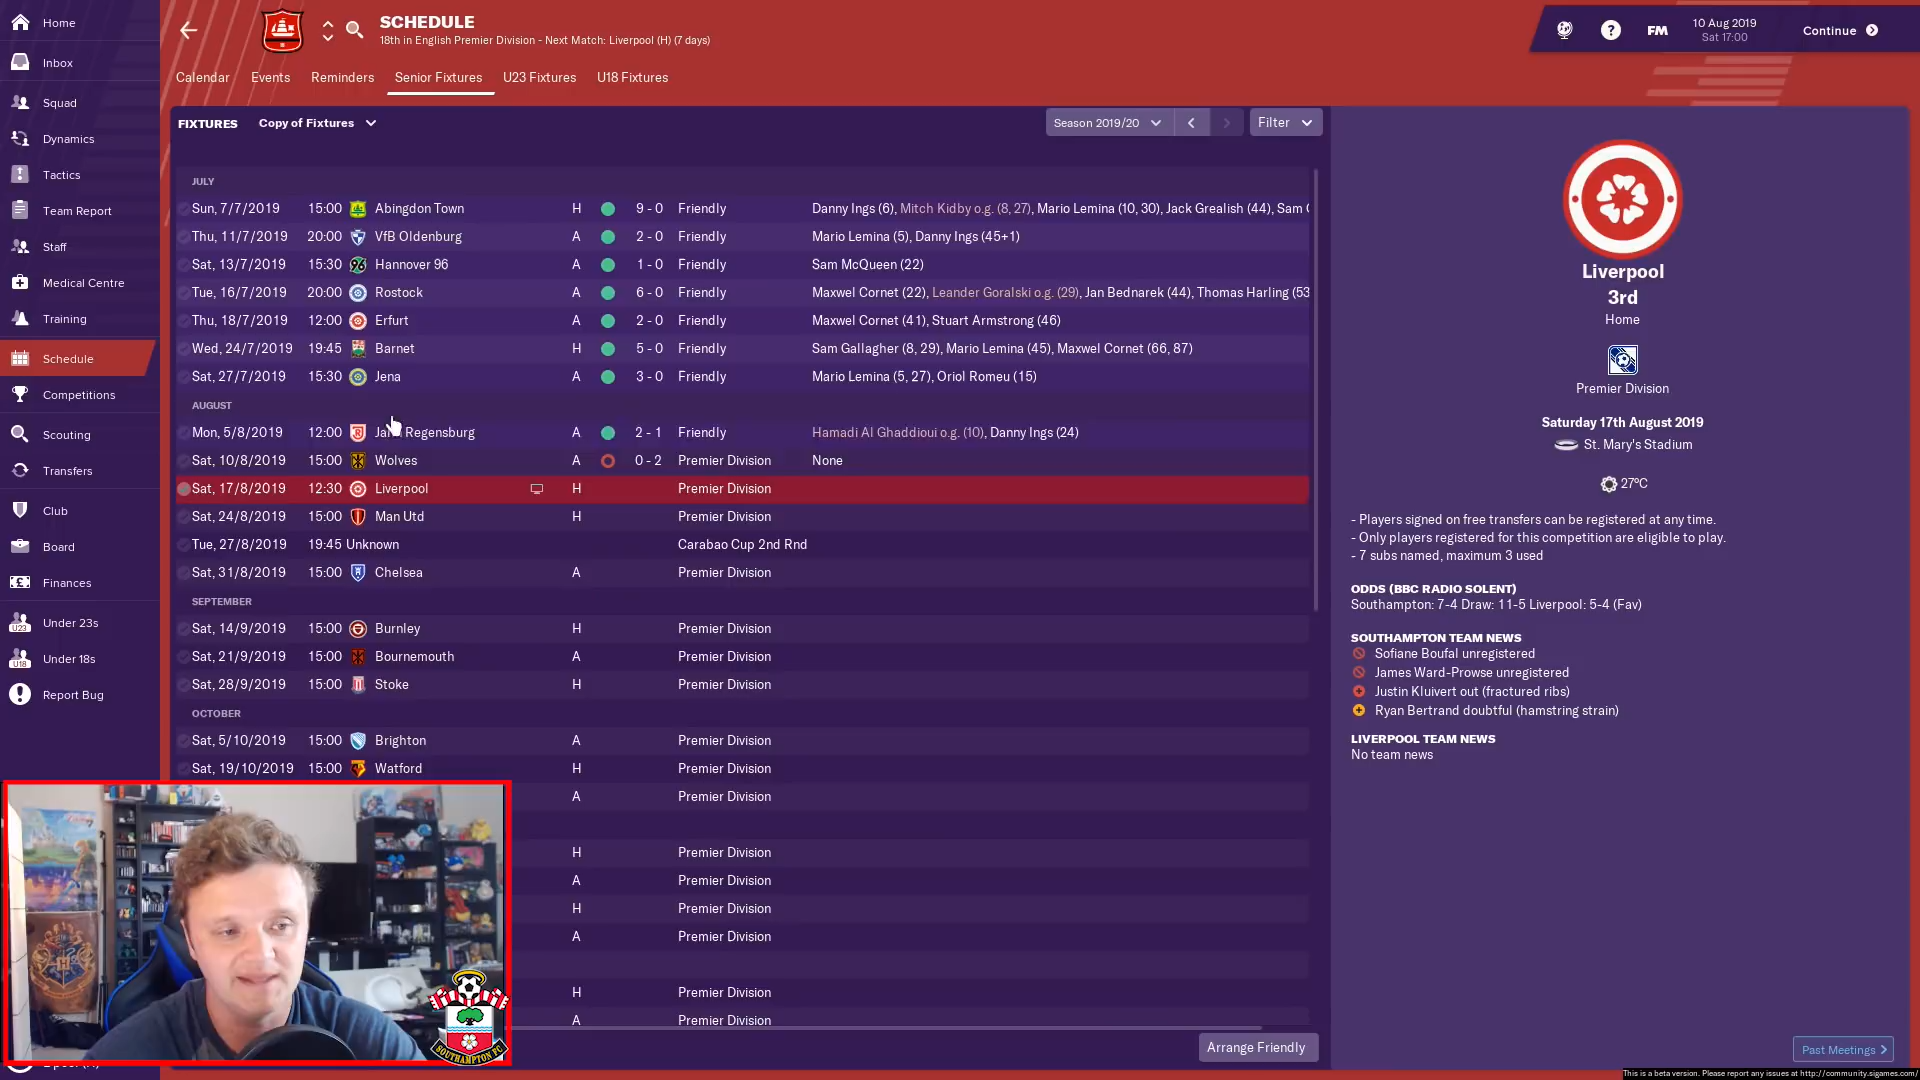 Home
Inbox
Squad
Dynamics
Tactics
Team Report
Staff
Medical Centre
Training
Schedule
Competitions
Scouting
Transfers
Club
Board
Finances
U23 Under 23s
U18 Under 18s
Report Bug
SCHEDULE
18th in English Premier Division - Next Match: Liverpool (H) (7 days)
? FM 10 Aug 2019 Continue
Sat 17:00
Calendar Events Reminders Senior Fixtures U23 Fixtures U18 Fixtures
FIXTURES Copy of Fixtures Season 2019/20 Filter
JULY
Sun, 7/7/2019 15:00 Abingdon Town H 9 - 0 Friendly Danny Ings (6), Mitch Kidby o.g. (8, 27), Mario Lemina (10, 30), Jack Grealish (44), Sam
Thu, 11/7/2019 20:00 VfB Oldenburg A 2 - 0 Friendly Mario Lemina (5), Danny Ings (45+1)
Sat, 13/7/2019 15:30 Hannover 96 A 1 - 0 Friendly Sam McQueen (22)
Tue, 16/7/2019 20:00 Rostock A 6 - 0 Friendly Maxwel Cornet (22), Leander Goralski o.g. (29), Jan Bednarek (44), Thomas Harling (53
Thu, 18/7/2019 12:00 Erfurt A 2 - 0 Friendly Maxwel Cornet (41), Stuart Armstrong (46)
Wed, 24/7/2019 19:45 Barnet H 5 - 0 Friendly Sam Gallagher (8, 29), Mario Lemina (45), Maxwel Cornet (66, 87)
Sat, 27/7/2019 15:30 Jena A 3 - 0 Friendly Mario Lemina (5, 27), Oriol Romeu (15)
AUGUST
Mon, 5/8/2019 12:00 Regensburg A 2 - 1 Friendly Hamadi Al Ghaddioui o.g. (10), Danny Ings (24)
Sat, 10/8/2019 15:00 Wolves A 0 - 2 Premier Division None
Sat, 17/8/2019 12:30 Liverpool H Premier Division
Sat, 24/8/2019 15:00 Man Utd H Premier Division
Tue, 27/8/2019 19:45 Unknown Carabao Cup 2nd Rnd
Sat, 31/8/2019 15:00 Chelsea A Premier Division
SEPTEMBER
Sat, 14/9/2019 15:00 Burnley H Premier Division
Sat, 21/9/2019 15:00 Bournemouth A Premier Division
Sat, 28/9/2019 15:00 Stoke H Premier Division
OCTOBER
Sat, 5/10/2019 15:00 Brighton A Premier Division
Sat, 19/10/2019 15:00 Watford H Premier Division
A Premier Division
H Premier Division
A Premier Division
H Premier Division
A Premier Division
H Premier Division
A Premier Division
Arrange Friendly
Liverpool
3rd
Home
Premier Division
Saturday 17th August 2019
St. Mary's Stadium
27°C
- Players signed on free transfers can be registered at any time.
- Only players registered for this competition are eligible to play.
- 7 subs named, maximum 3 used
ODDS (BBC RADIO SOLENT)
Southampton: 7-4 Draw: 11-5 Liverpool: 5-4 (Fav)
SOUTHAMPTON TEAM NEWS
Sofiane Boufal unregistered
James Ward-Prowse unregistered
Justin Kluivert out (fractured ribs)
Ryan Bertrand doubtful (hamstring strain)
LIVERPOOL TEAM NEWS
No team news
Past Meetings
This is a beta version. Please report any issues at http://community.sigames.com/
SOUTHAMPTON FC